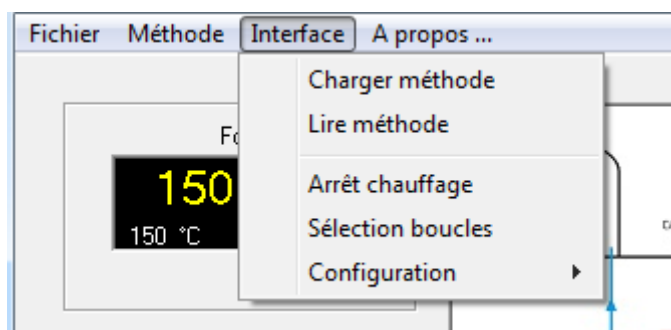 Fichier Méthode Interface A propos ...
Charger méthode
Lire méthode
Arrêt chauffage
Sélection boucles
Configuration
150
150 °C